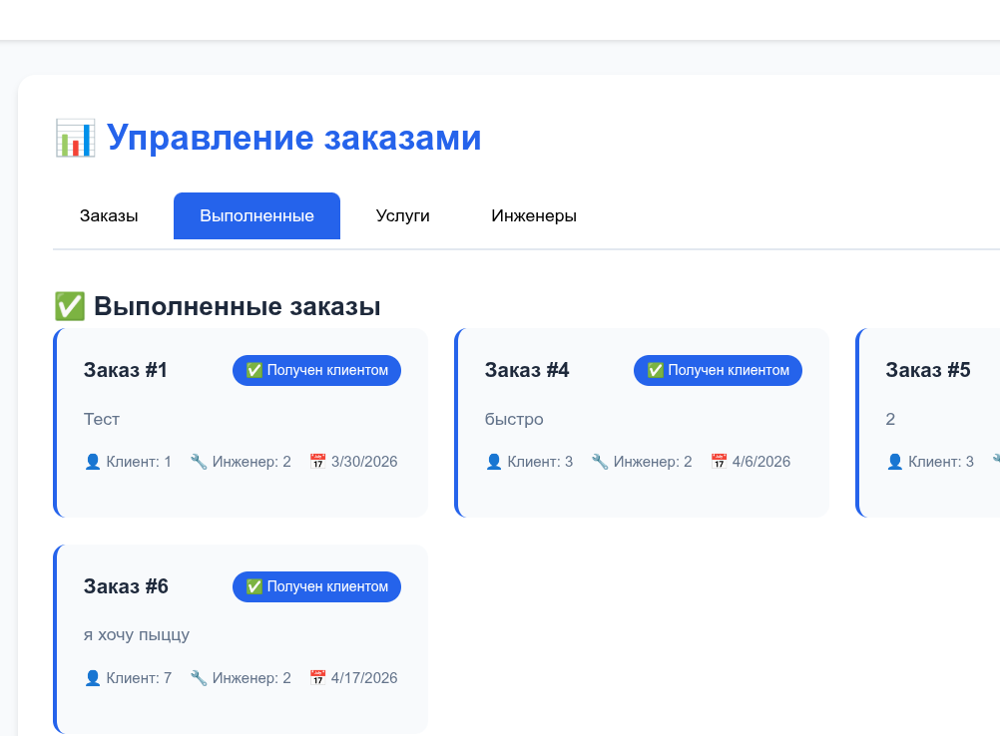 📊 Управление заказами
Заказы Выполненные Услуги Инженеры
✅ Выполненные заказы
Заказ #1 ✅ Получен клиентом
Тест
👤 Клиент: 1 🔧 Инженер: 2 📅 3/30/2026
Заказ #4 ✅ Получен клиентом
быстро
👤 Клиент: 3 🔧 Инженер: 2 📅 4/6/2026
Заказ #5
2
👤 Клиент: 3 🔧
Заказ #6 ✅ Получен клиентом
я хочу пыццу
👤 Клиент: 7 🔧 Инженер: 2 📅 4/17/2026